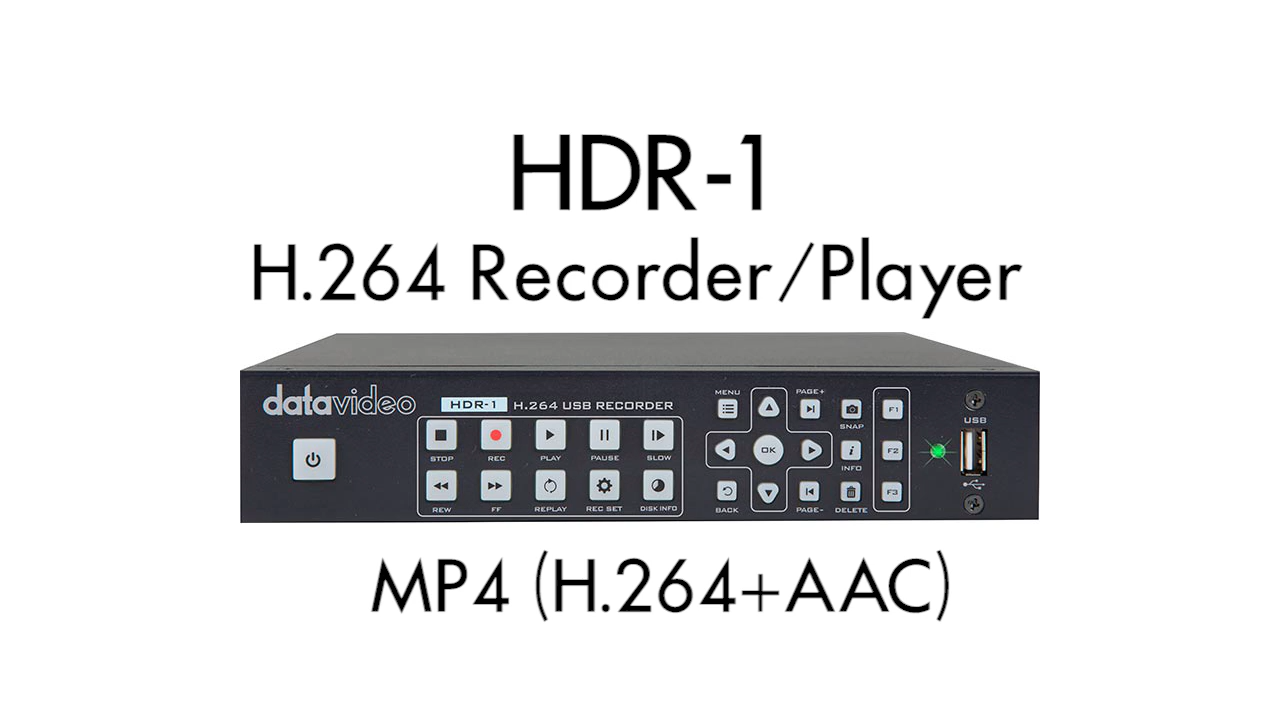 HDR-1
H.264 Recorder/Player
datavideo
HDR-1 H.264 USB RECORDER
STOP REC PLAY PAUSE SLOW
REW FF REPLAY REC SET DISK INFO
MENU PAGE+
SNAP F1
OK INFO F2
BACK PAGE- DELETE F3
USB
MP4 (H.264+AAC)